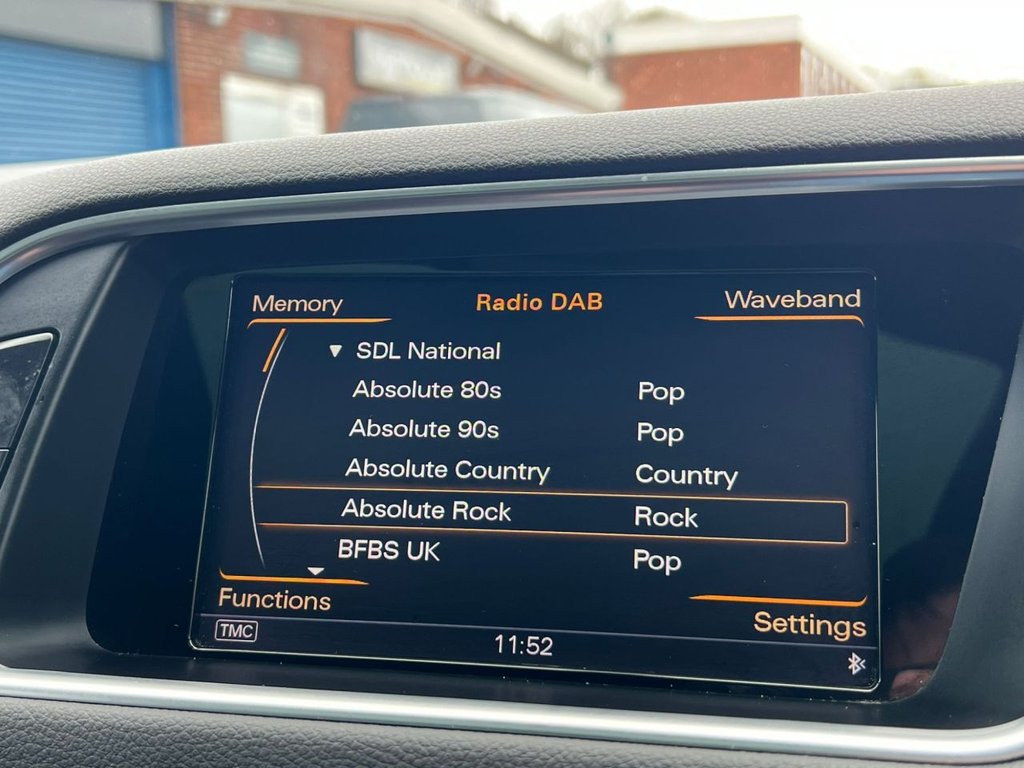 Memory Radio DAB Waveband
▼ SDL National
Absolute 80s Pop
Absolute 90s Pop
Absolute Country Country
Absolute Rock Rock
BFBS UK Pop
Functions Settings
TMC 11:52